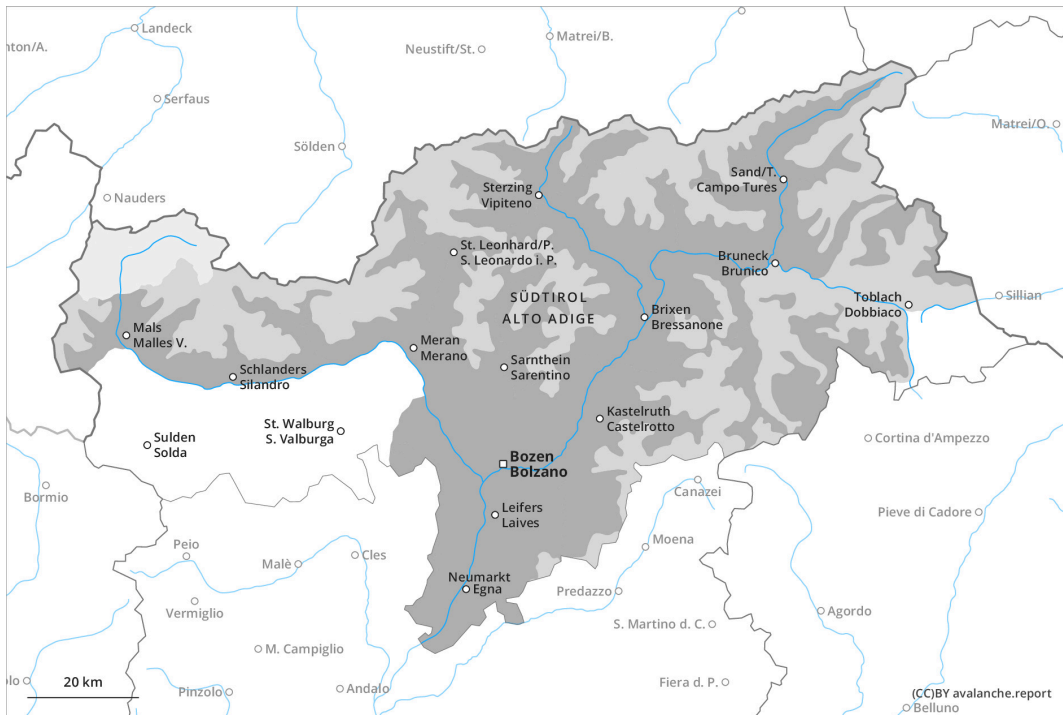 Landeck
nton/A.
Neustift/St.
Matrei/B.
Serfaus
Matrei/O.
Sölden
Sand/T.
Campo Tures
Sterzing
Vipiteno
Nauders
St. Leonhard/P.
S. Leonardo i. P.
Bruneck
Brunico
SÜDTIROL
ALTO ADIGE
Toblach
Dobbiaco
Sillian
Brixen
Bressanone
Mals
Malles V.
Meran
Merano
Sarnthein
Sarentino
Schlanders
Silandro
Kastelruth
Castelrotto
St. Walburg
S. Valburga
Sulden
Solda
Cortina d'Ampezzo
Bozen
Bolzano
Canazei
Bormio
Leifers
Laives
Pieve di Cadore
Moena
Peio
Cles
Malè
Neumarkt
Egna
Predazzo
Vermiglio
Agordo
S. Martino d. C.
M. Campiglio
olo
20 km
Pinzolo
Andalo
Fiera d. P.
(CC)BY avalanche.report
Belluno